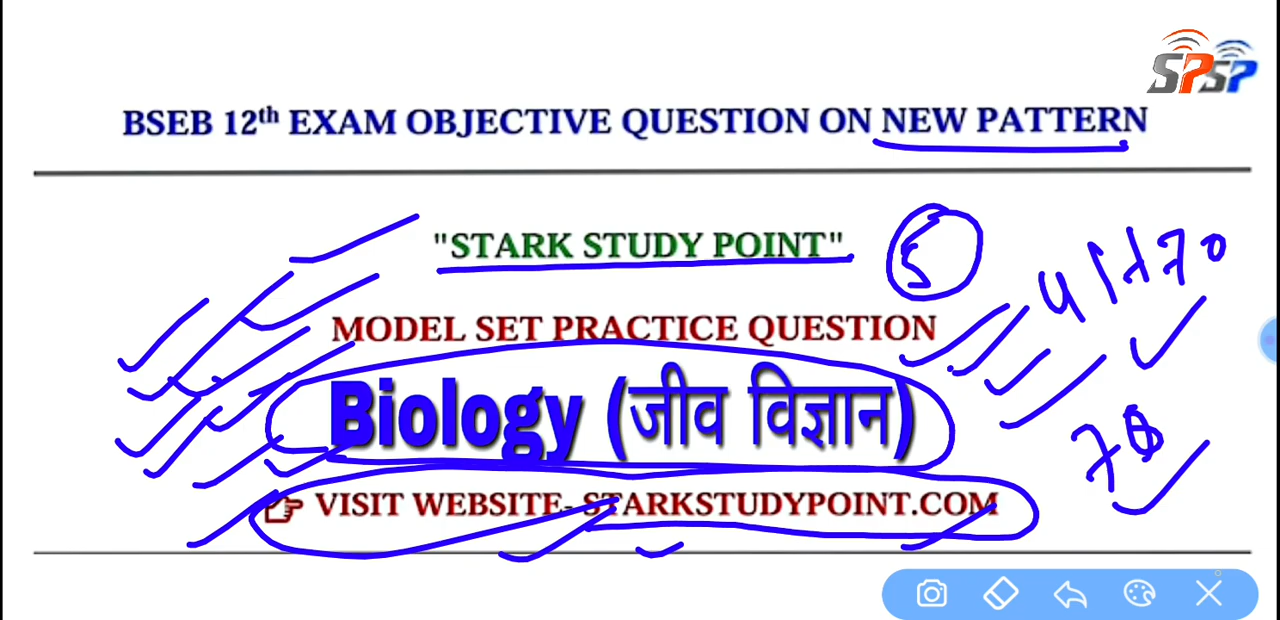 SPSP
BSEB 12th EXAM OBJECTIVE QUESTION ON NEW PATTERN
"STARK STUDY POINT"
5
MODEL SET PRACTICE QUESTION
Biology (जीव विज्ञान)
👉 VISIT WEBSITE- STARKSTUDYPOINT.COM